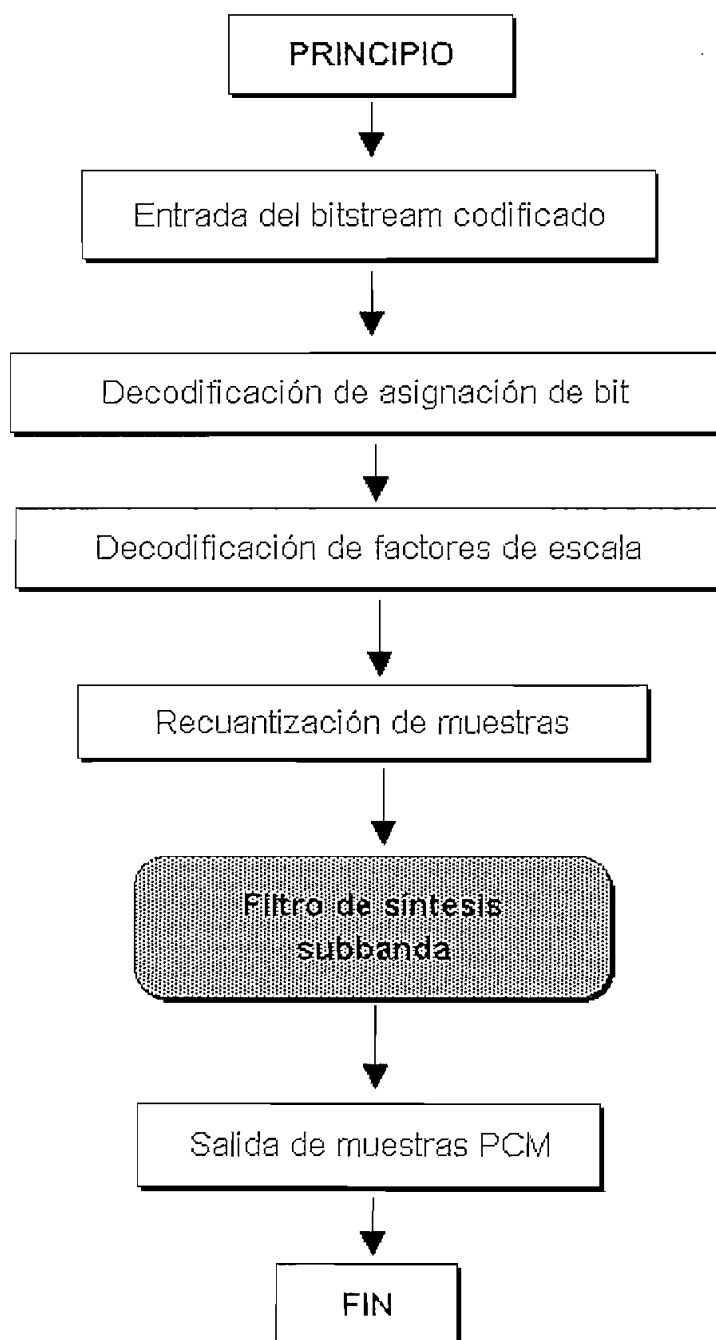 PRINCIPIO
Entrada del bitstream codificado
Decodificación de asignación de bit
Decodificación de factores de escala
Recuantización de muestras
Filtro de síntesis
subbanda
Salida de muestras PCM
FIN